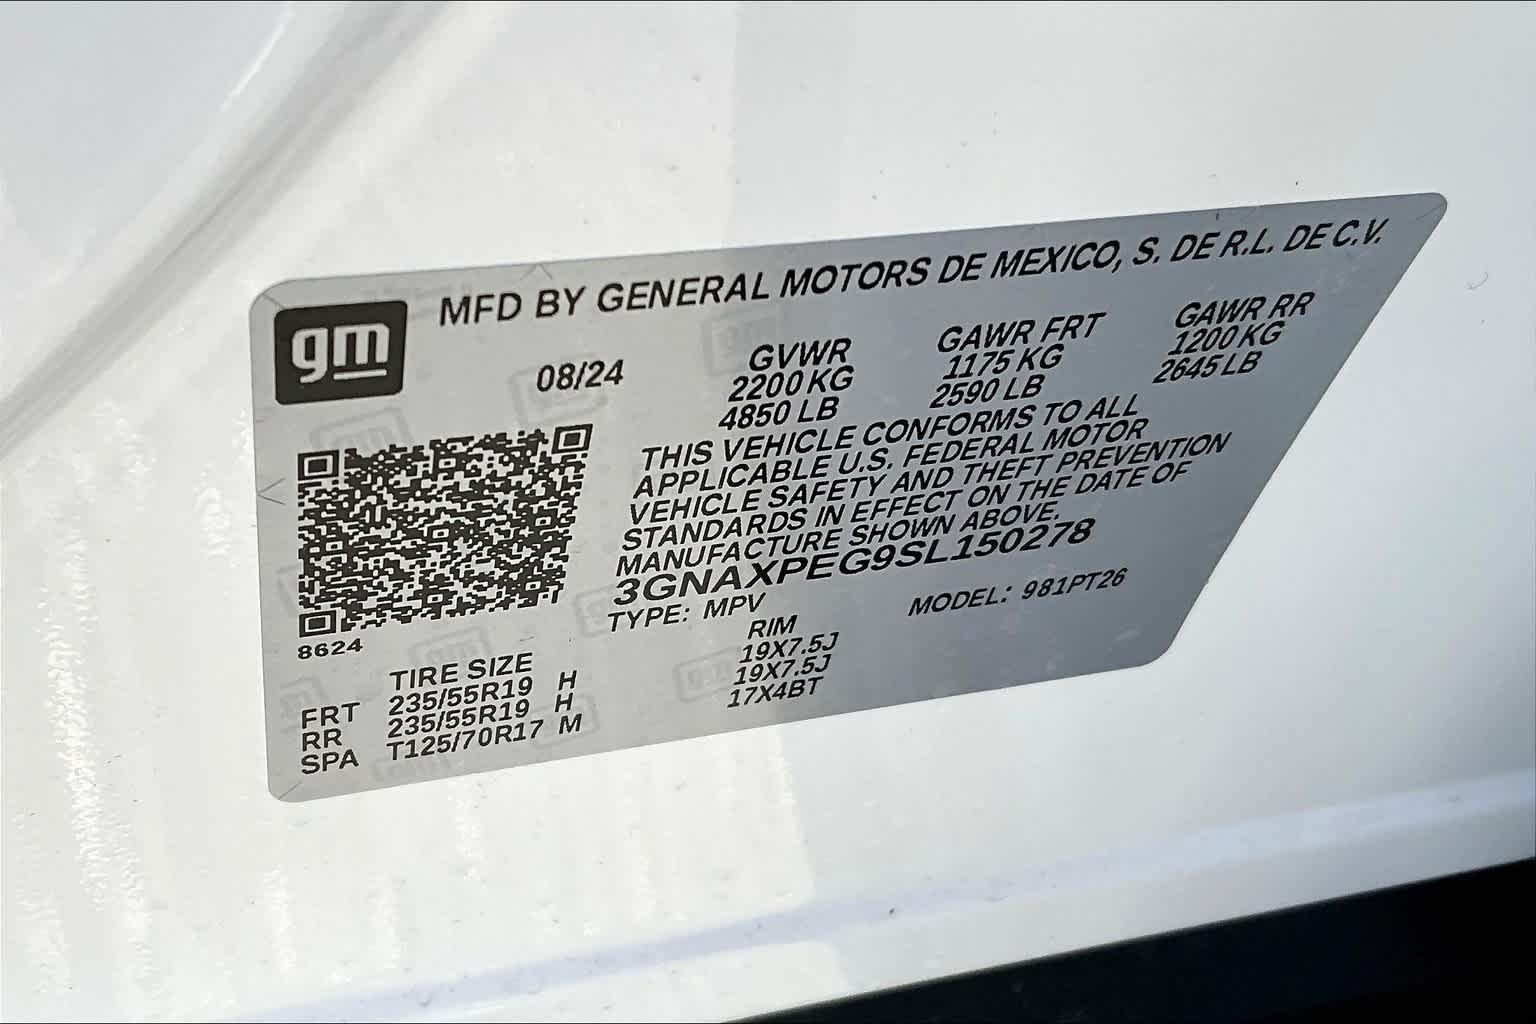 gm
MFD BY GENERAL MOTORS DE MEXICO, S. DE R.L. DE C.V.
08/24
GVWR
2200 KG
4850 LB
GAWR FRT
1175 KG
2590 LB
GAWR RR
1200 KG
2645 LB
THIS VEHICLE CONFORMS TO ALL
APPLICABLE U.S. FEDERAL MOTOR
VEHICLE SAFETY AND THEFT PREVENTION
STANDARDS IN EFFECT ON THE DATE OF
MANUFACTURE SHOWN ABOVE.
3GNAXPEG9SL150278
TYPE: MPV MODEL: 981PT26
8624
TIRE SIZE RIM
FRT 235/55R19 H 19X7.5J
RR 235/55R19 H 19X7.5J
SPA T125/70R17 M 17X4BT